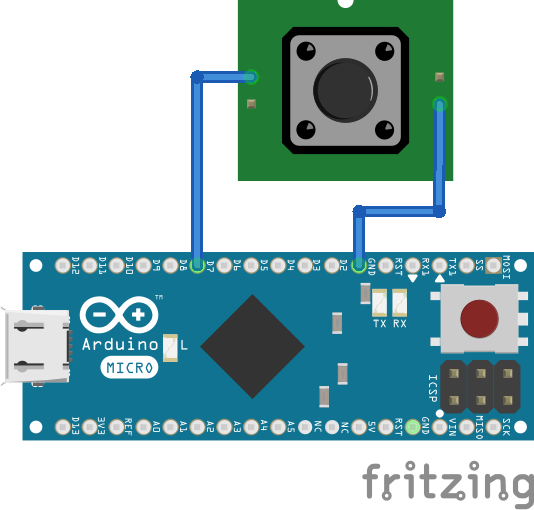 D12 D11 D10 D9 D8 D7 D6 D5 D4 D3 D2 GND RST RX1 TX1 SS MOSI
TM
TX RX
Arduino L
MICRO
ICSP
D13 3V3 REF A0 A1 A2 A3 A4 A5 NC NC 5V RST GND VIN MISO SCK
fritzing